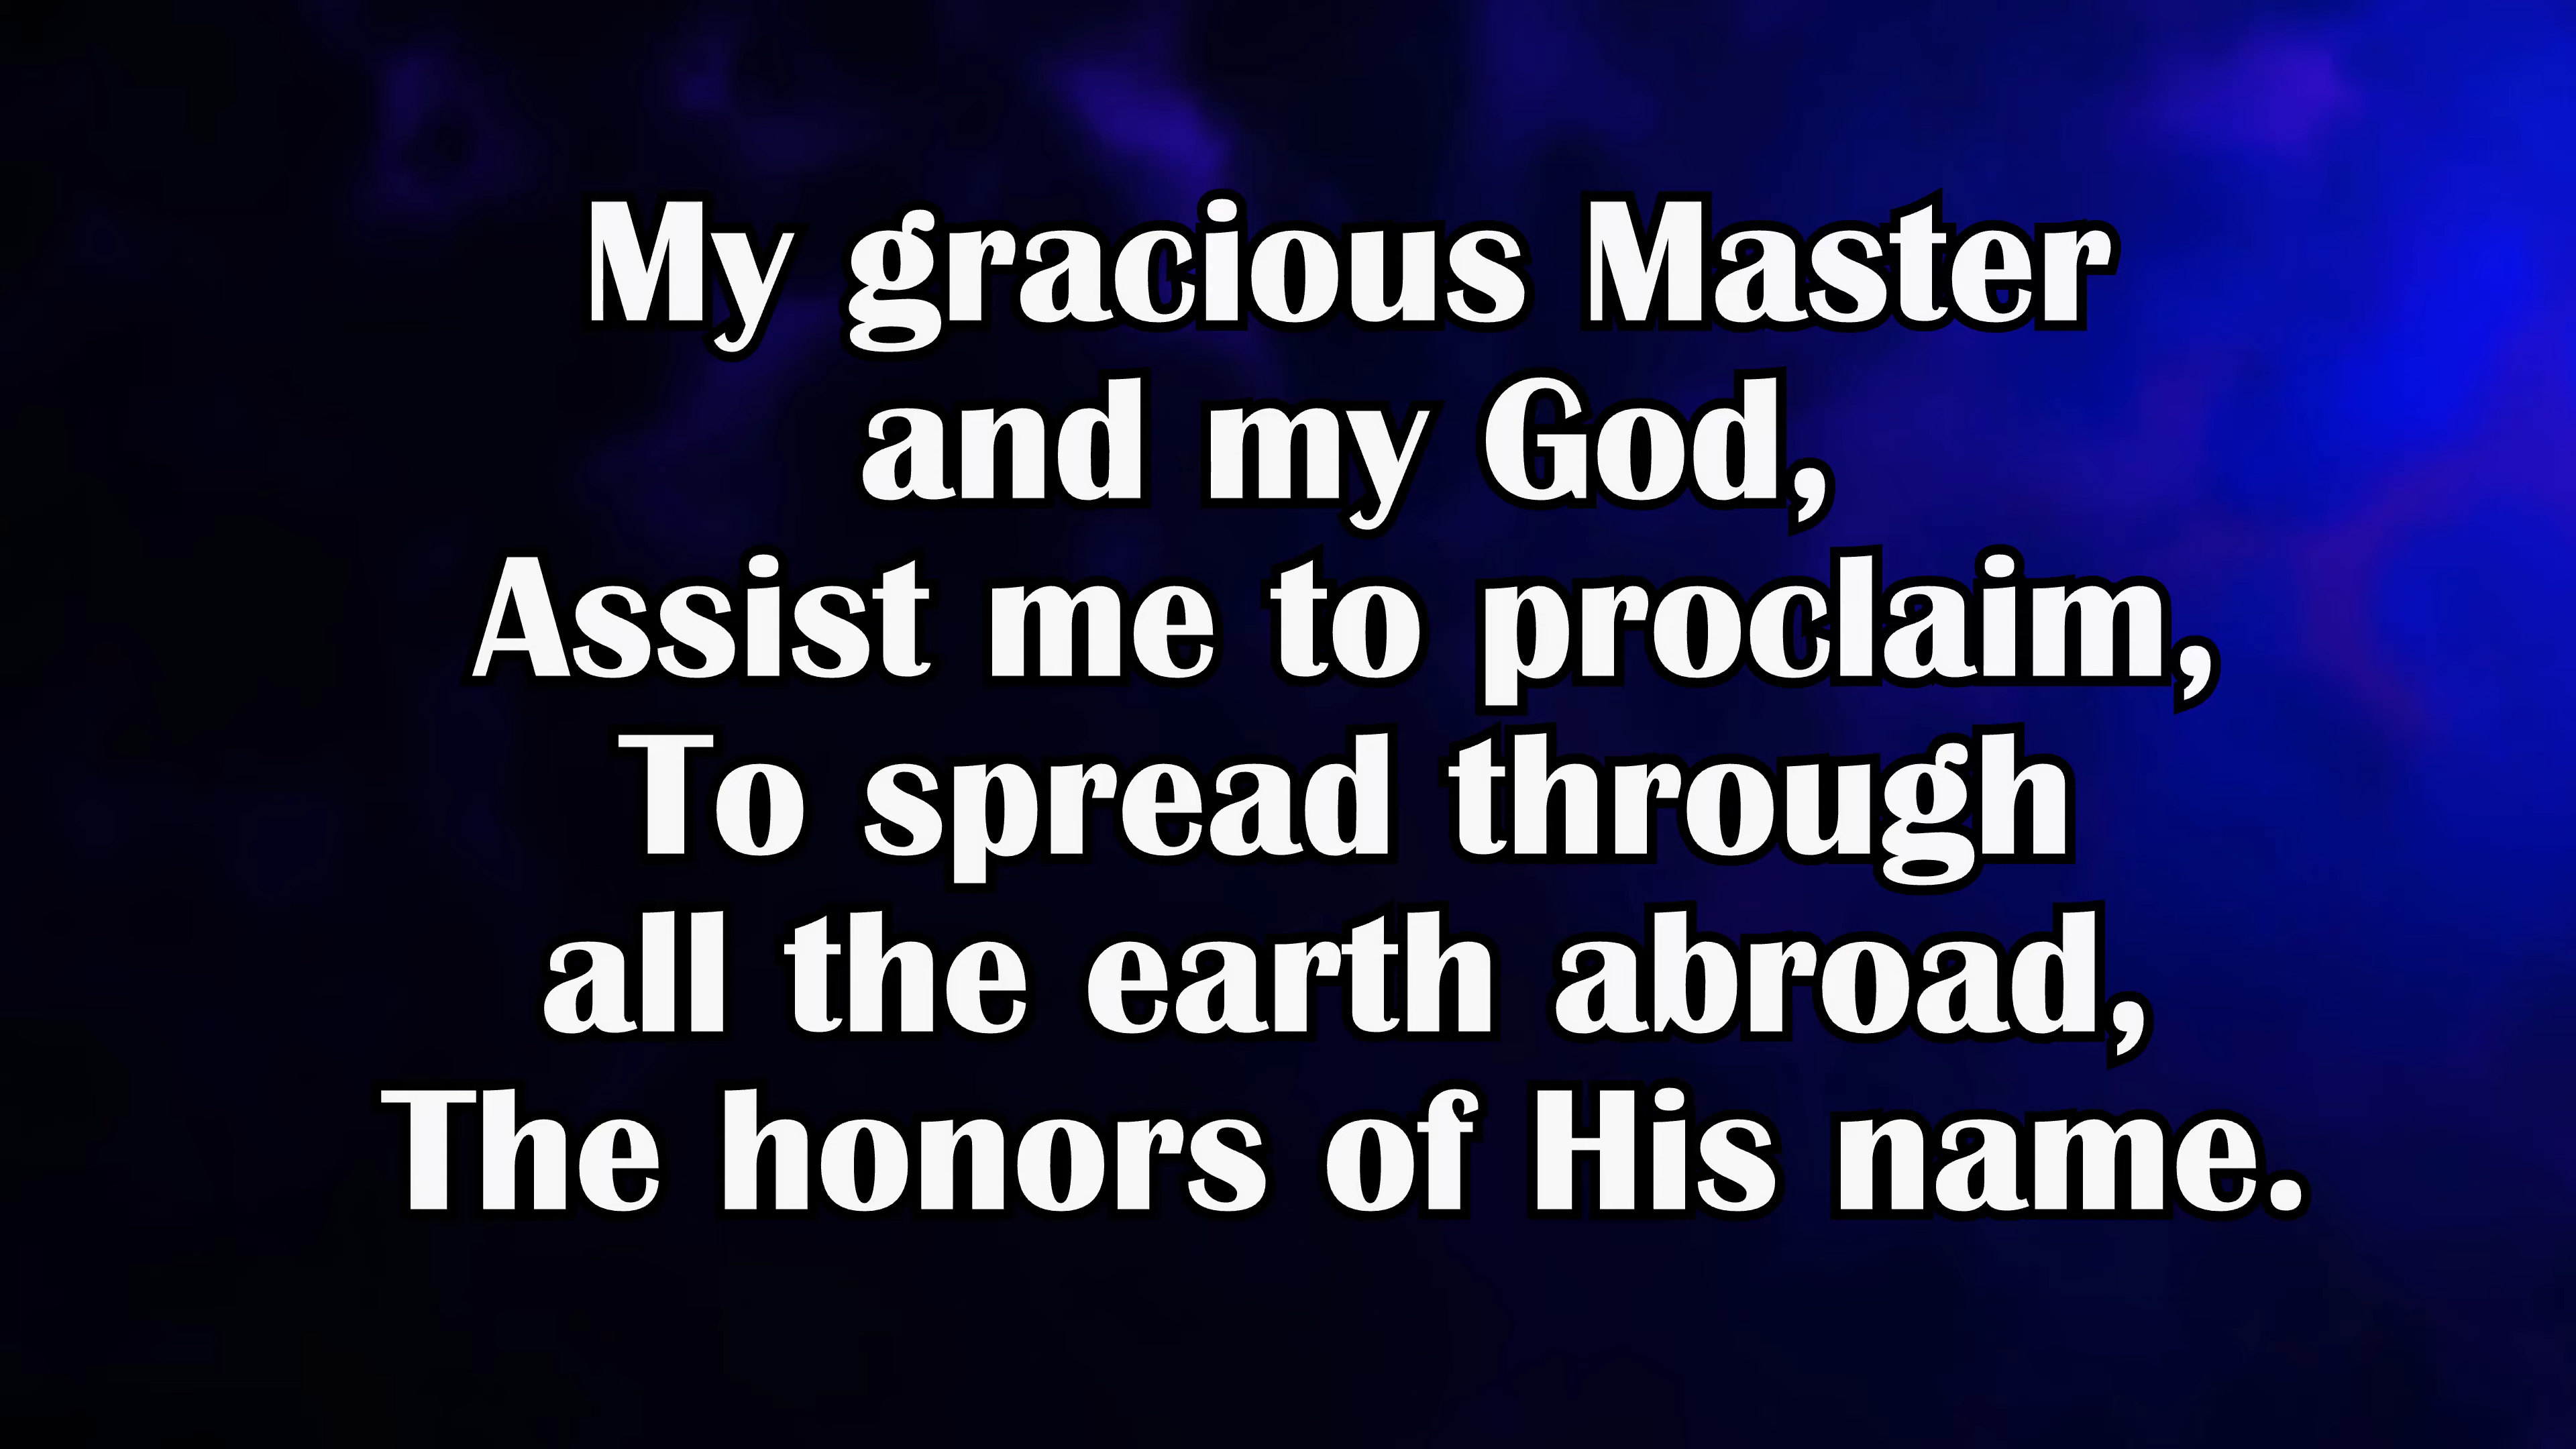 My gracious Master
and my God,
Assist me to proclaim,
To spread through
all the earth abroad,
The honors of His name.